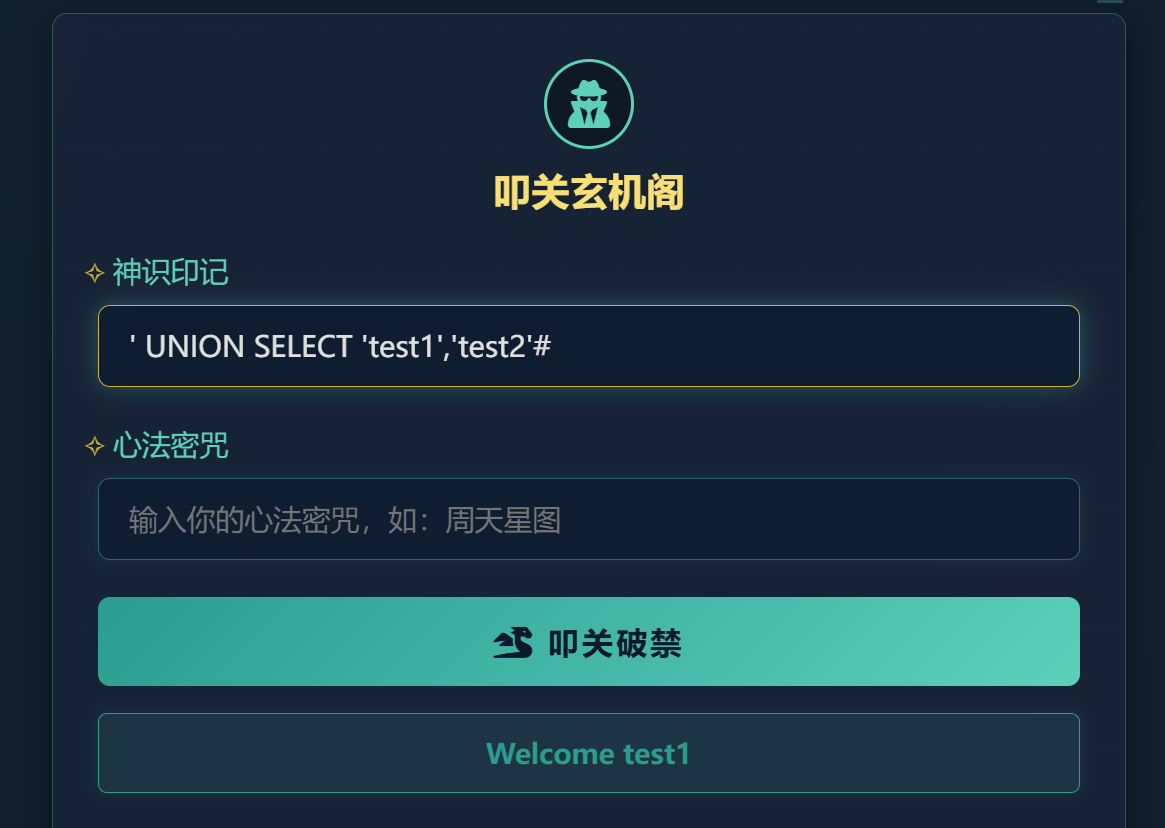 叩关玄机阁
神识印记
' UNION SELECT 'test1','test2'#
心法密咒
输入你的心法密咒，如：周天星图
叩关破禁
Welcome test1